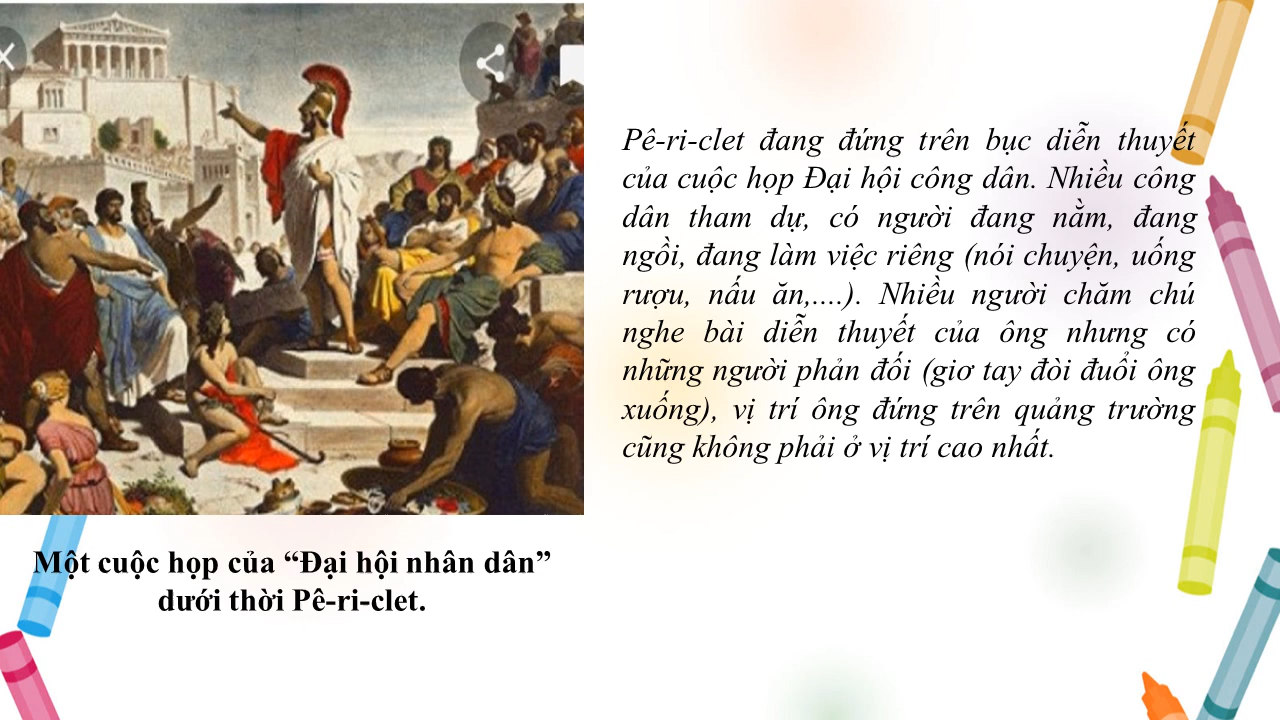 Pê-ri-clet đang đứng trên bục diễn thuyết
của cuộc họp Đại hội công dân. Nhiều công
dân tham dự, có người đang nằm, đang
ngồi, đang làm việc riêng (nói chuyện, uống
rượu, nấu ăn,....). Nhiều người chăm chú
nghe bài diễn thuyết của ông nhưng có
những người phản đối (giơ tay đòi đuổi ông
xuống), vị trí ông đứng trên quảng trường
cũng không phải ở vị trí cao nhất.
Một cuộc họp của “Đại hội nhân dân”
dưới thời Pê-ri-clet.